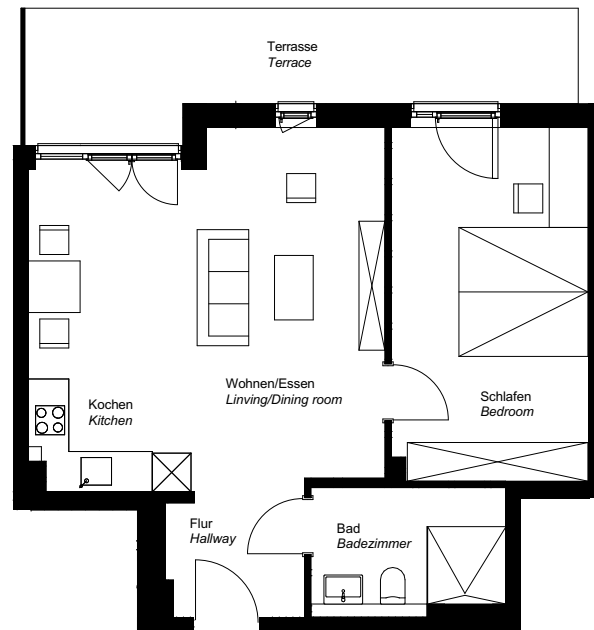 Terrasse
Terrace
Wohnen/Essen
Linving/Dining room
Schlafen
Bedroom
Kochen
Kitchen
Flur
Hallway
Bad
Badezimmer